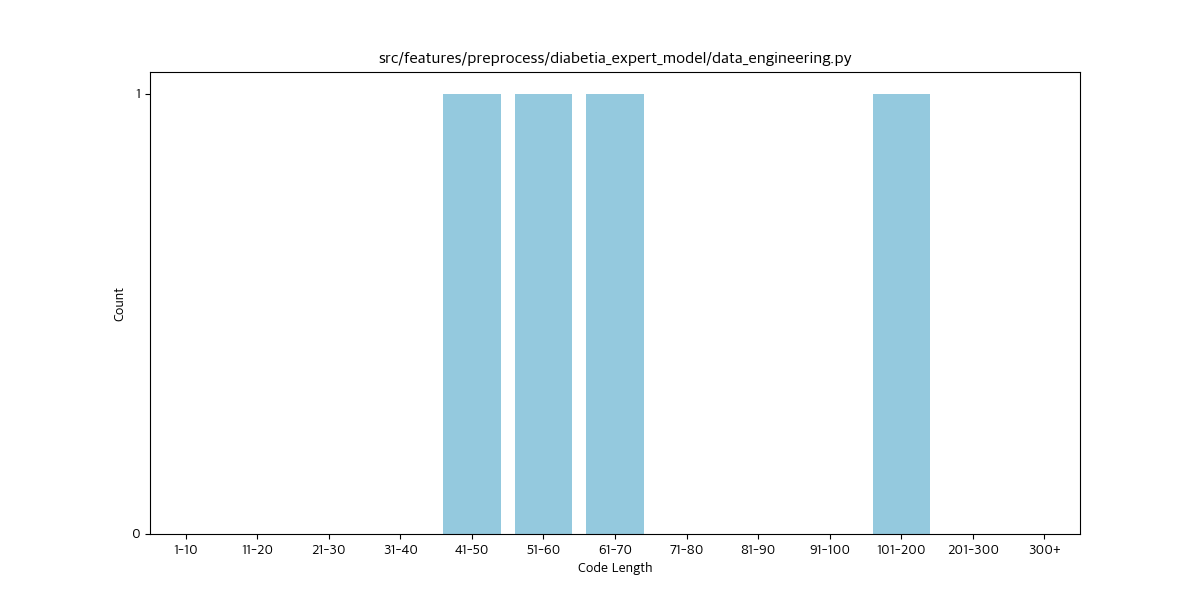 src/features/preprocess/diabetia_expert_model/data_engineering.py
1
Count
0
1-10 11-20 21-30 31-40 41-50 51-60 61-70 71-80 81-90 91-100 101-200 201-300 300+
Code Length